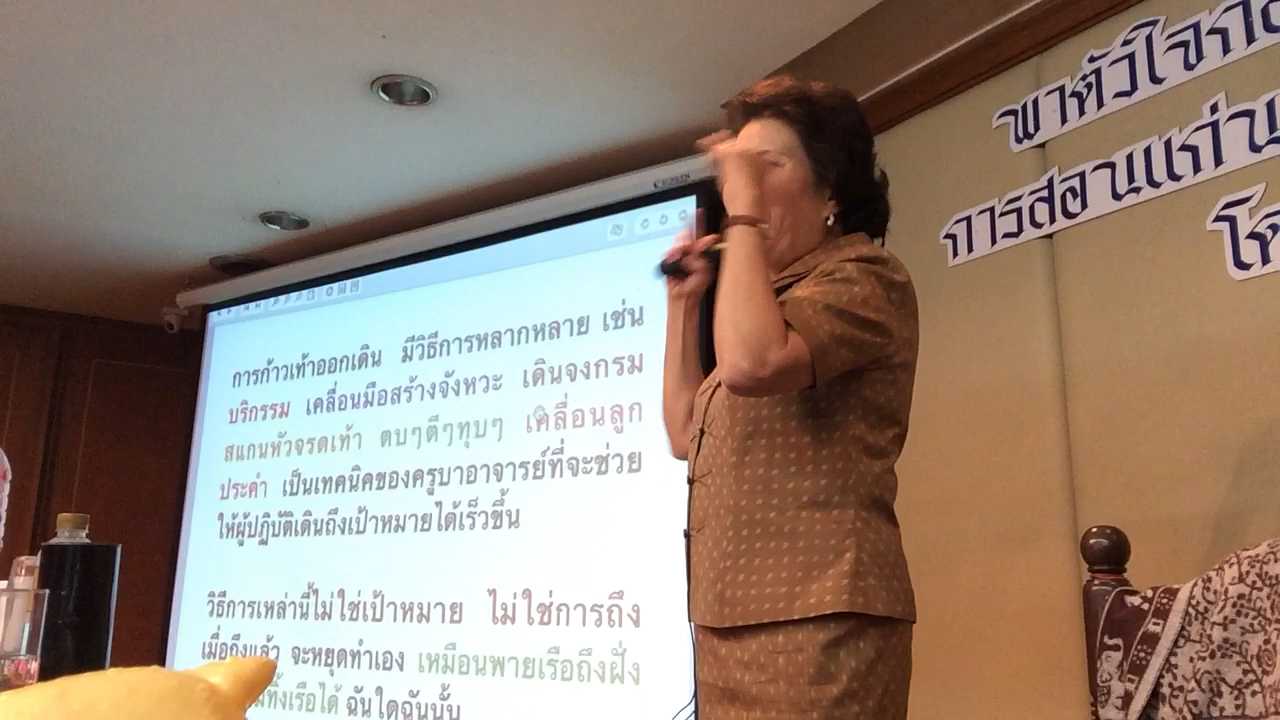 การก้าวเท้าออกเดิน มีวิธีการหลากหลาย เช่น
บริกรรม เคลื่อนมือสร้างจังหวะ เดินจงกรม
สแกนหัวจรดเท้า ตบๆตีๆทุบๆ เคลื่อนลูก
ประคำ เป็นเทคนิคของครูบาอาจารย์ที่จะช่วย
ให้ผู้ปฏิบัติเดินถึงเป้าหมายได้เร็วขึ้น
วิธีการเหล่านี้ไม่ใช่เป้าหมาย ไม่ใช่การถึง
เมื่อถึงแล้ว จะหยุดทำเอง เหมือนพายเรือถึงฝั่ง
ทิ้งเรือได้ ฉันใดฉันนั้น
พาตัวใจ
การสอนแก่น